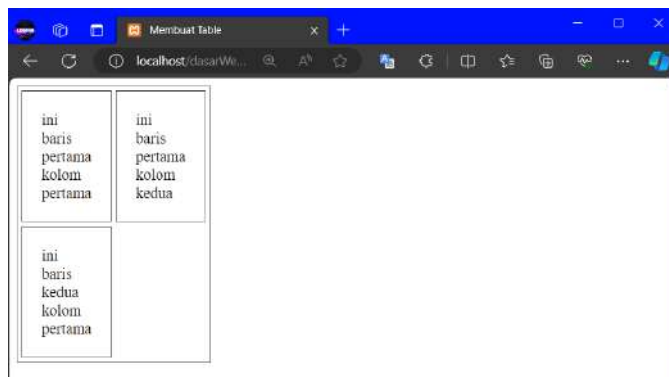 Membuat Table
localhost/dasarWe...
ini
baris
pertama
kolom
pertama
ini
baris
pertama
kolom
kedua
ini
baris
kedua
kolom
pertama